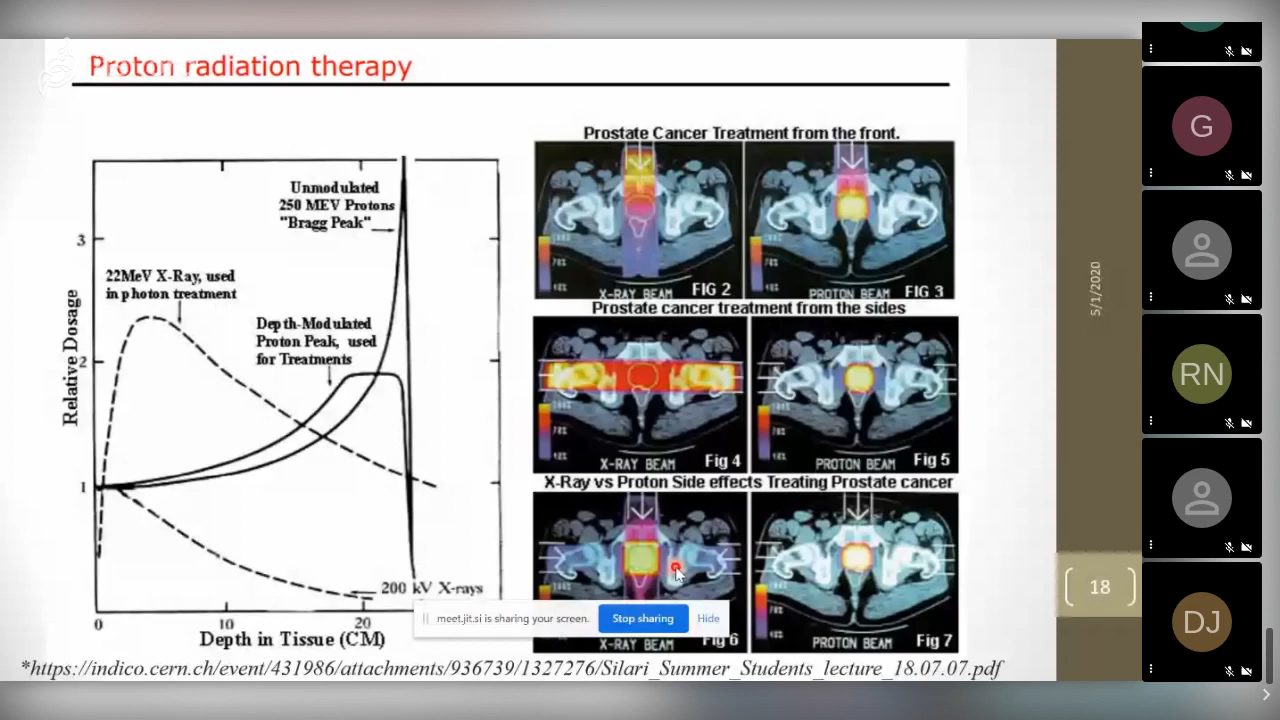 Proton radiation therapy
Unmodulated
250 MEV Protons
"Bragg Peak"
22MeV X-Ray, used
in photon treatment
Depth-Modulated
Proton Peak, used
for Treatments
200 kV X-rays
Relative Dosage
3
2
1
0
10
20
Depth in Tissue (CM)
Prostate Cancer Treatment from the front.
X-RAY BEAM
FIG 2
PROTON BEAM
FIG 3
Prostate cancer treatment from the sides
X-RAY BEAM
Fig 4
PROTON BEAM
Fig 5
X-Ray vs Proton Side effects Treating Prostate cancer
X-RAY BEAM
Fig 6
PROTON BEAM
Fig 7
meet.jit.si is sharing your screen.
Stop sharing
Hide
*https://indico.cern.ch/event/431986/attachments/936739/1327276/Silari_Summer_Students_lecture_18.07.07.pdf
5/1/2020
18
G
RN
DJ